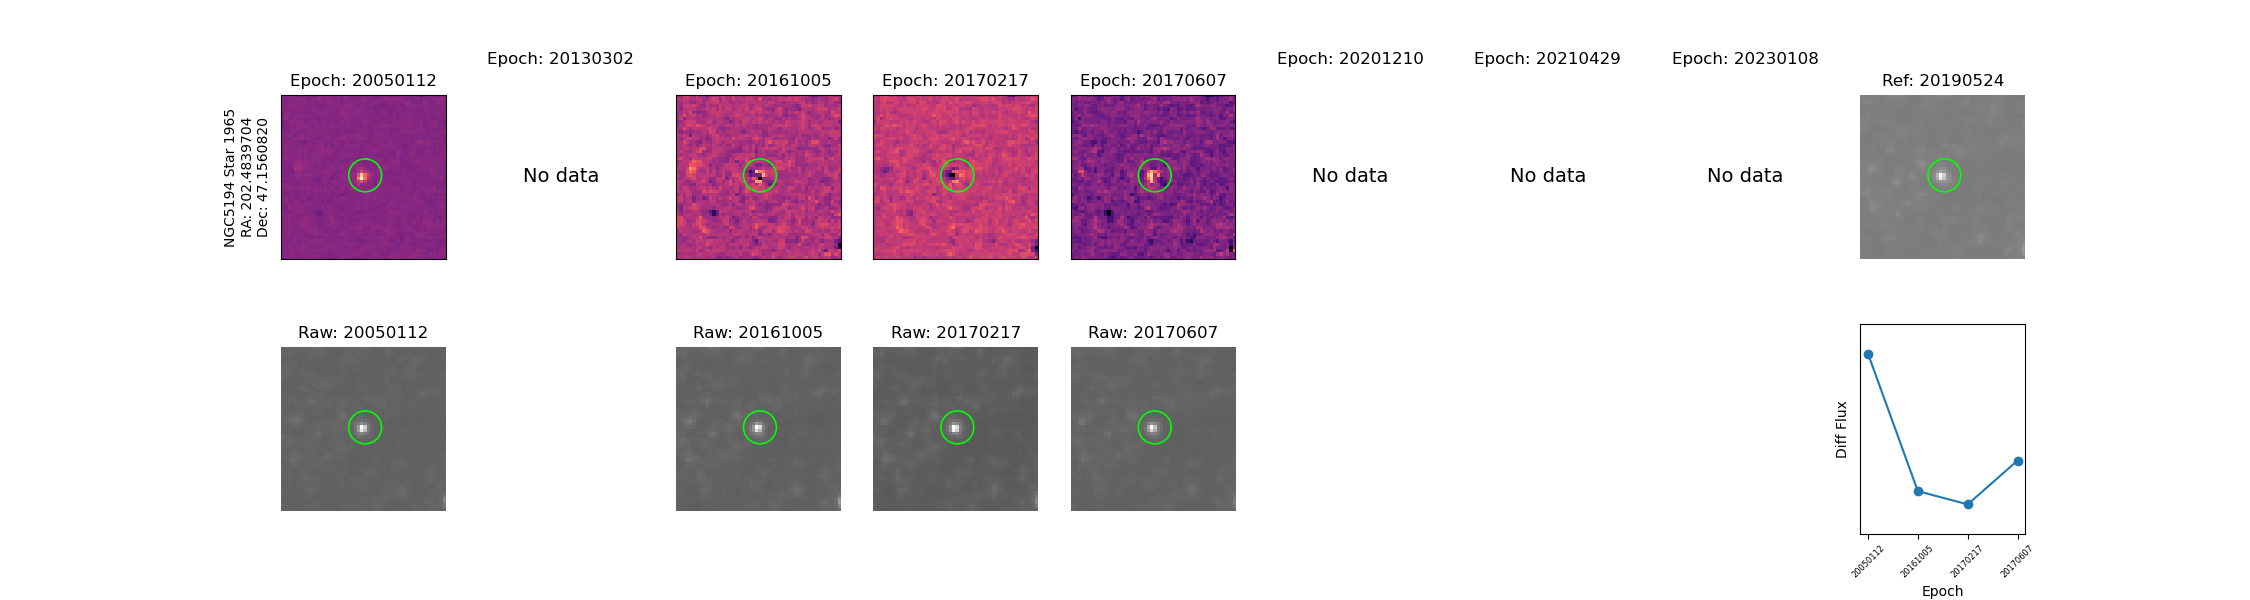 NGC5194 Star 1965
RA: 202.4839704
Dec: 47.1560820
Epoch: 20050112
Epoch: 20130302
No data
Epoch: 20161005
Epoch: 20170217
Epoch: 20170607
Epoch: 20201210
No data
Epoch: 20210429
No data
Epoch: 20230108
No data
Ref: 20190524
Raw: 20050112
Raw: 20161005
Raw: 20170217
Raw: 20170607
Diff Flux
20050112
20161005
20170217
20170607
Epoch